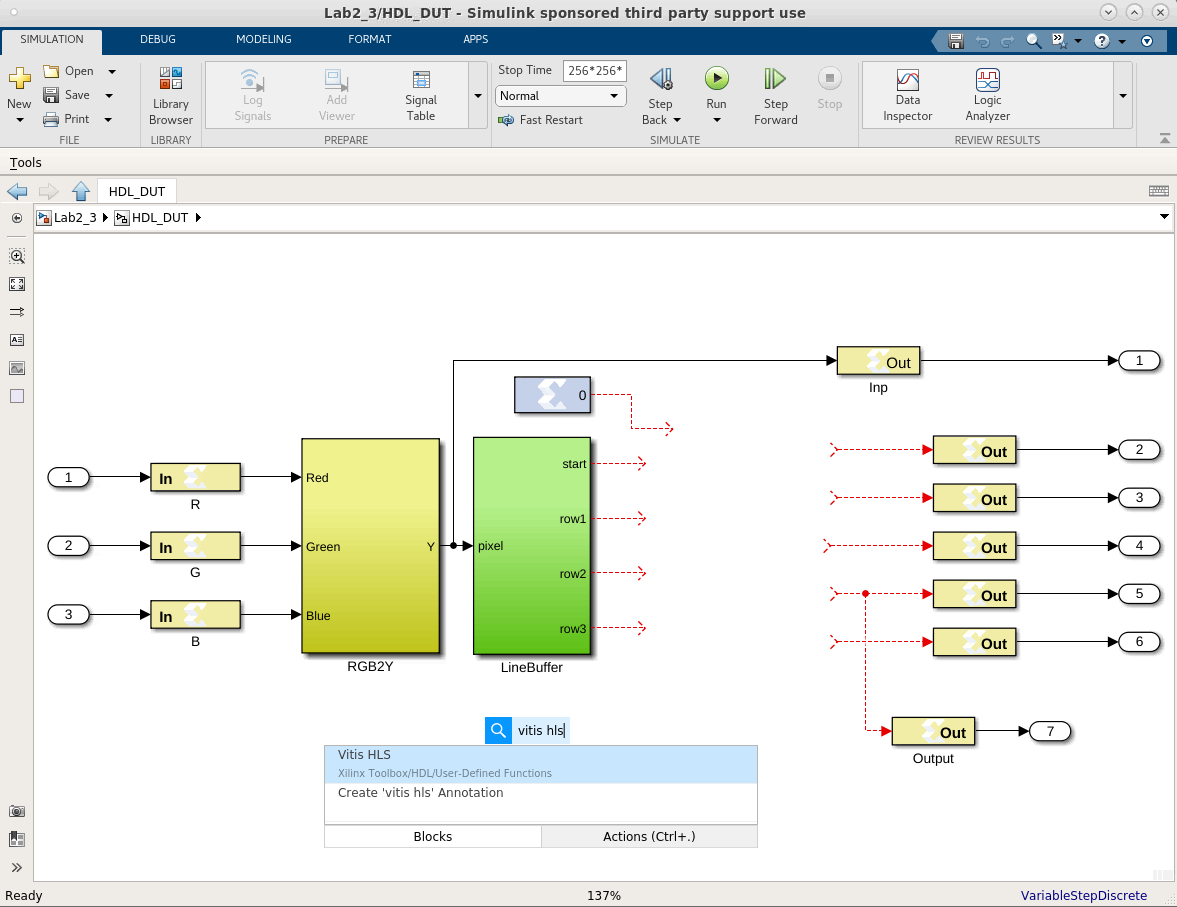 Lab2_3/HDL_DUT - Simulink sponsored third party support use
SIMULATION DEBUG MODELING FORMAT APPS
New
Open
Save
Print
FILE
Library Browser
LIBRARY
Log Signals
Add Viewer
Signal Table
PREPARE
Stop Time 256*256*
Normal
Fast Restart
Step Back
Run
Step Forward
Stop
SIMULATE
Data Inspector
Logic Analyzer
REVIEW RESULTS
Tools
HDL_DUT
Lab2_3 HDL_DUT
Out 1
Inp
0
1 In Red
R
2 In Green Y
G
3 In Blue
B
RGB2Y
pixel
start
row1
row2
row3
LineBuffer
Out 2
Out 3
Out 4
Out 5
Out 6
Out 7
Output
vitis hls
Vitis HLS
Xilinx Toolbox/HDL/User-Defined Functions
Create 'vitis hls' Annotation
Blocks Actions (Ctrl+.)
Ready 137% VariableStepDiscrete